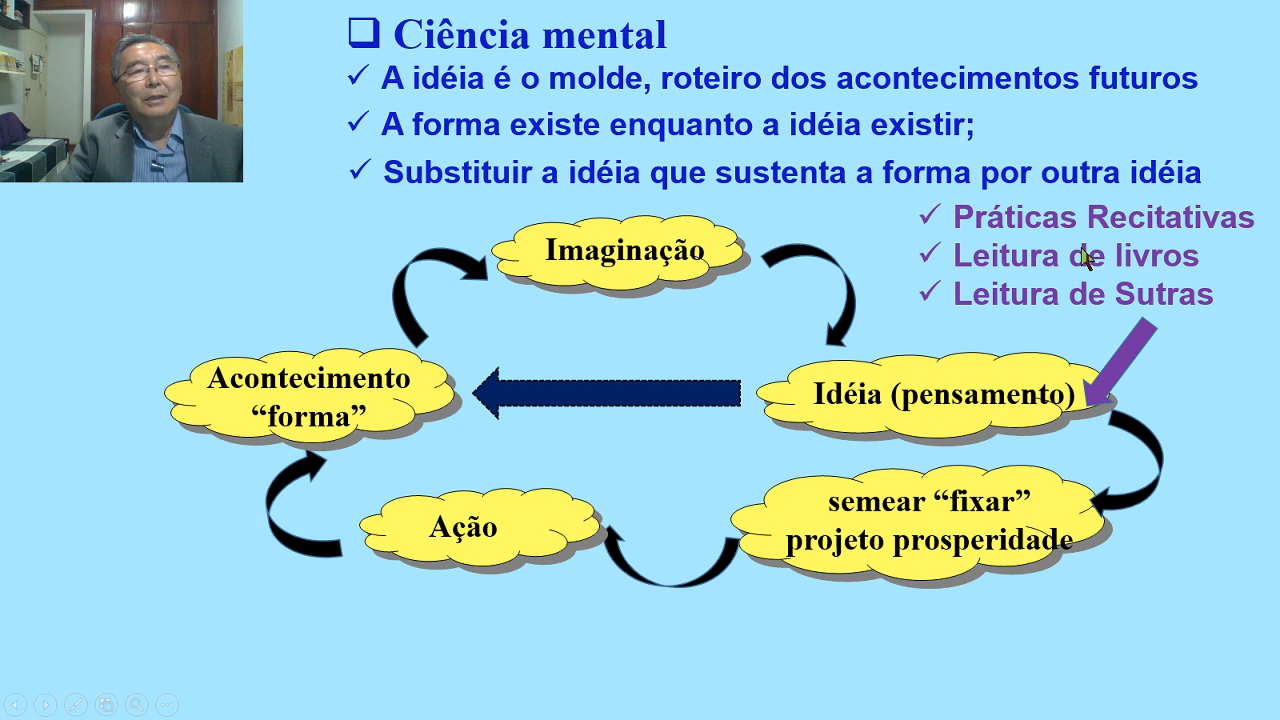 Ciência mental
A idéia é o molde, roteiro dos acontecimentos futuros
A forma existe enquanto a idéia existir;
Substituir a idéia que sustenta a forma por outra idéia
Práticas Recitativas
Leitura de livros
Leitura de Sutras
Imaginação
Acontecimento
“forma”
Idéia (pensamento)
semear “fixar”
projeto prosperidade
Ação